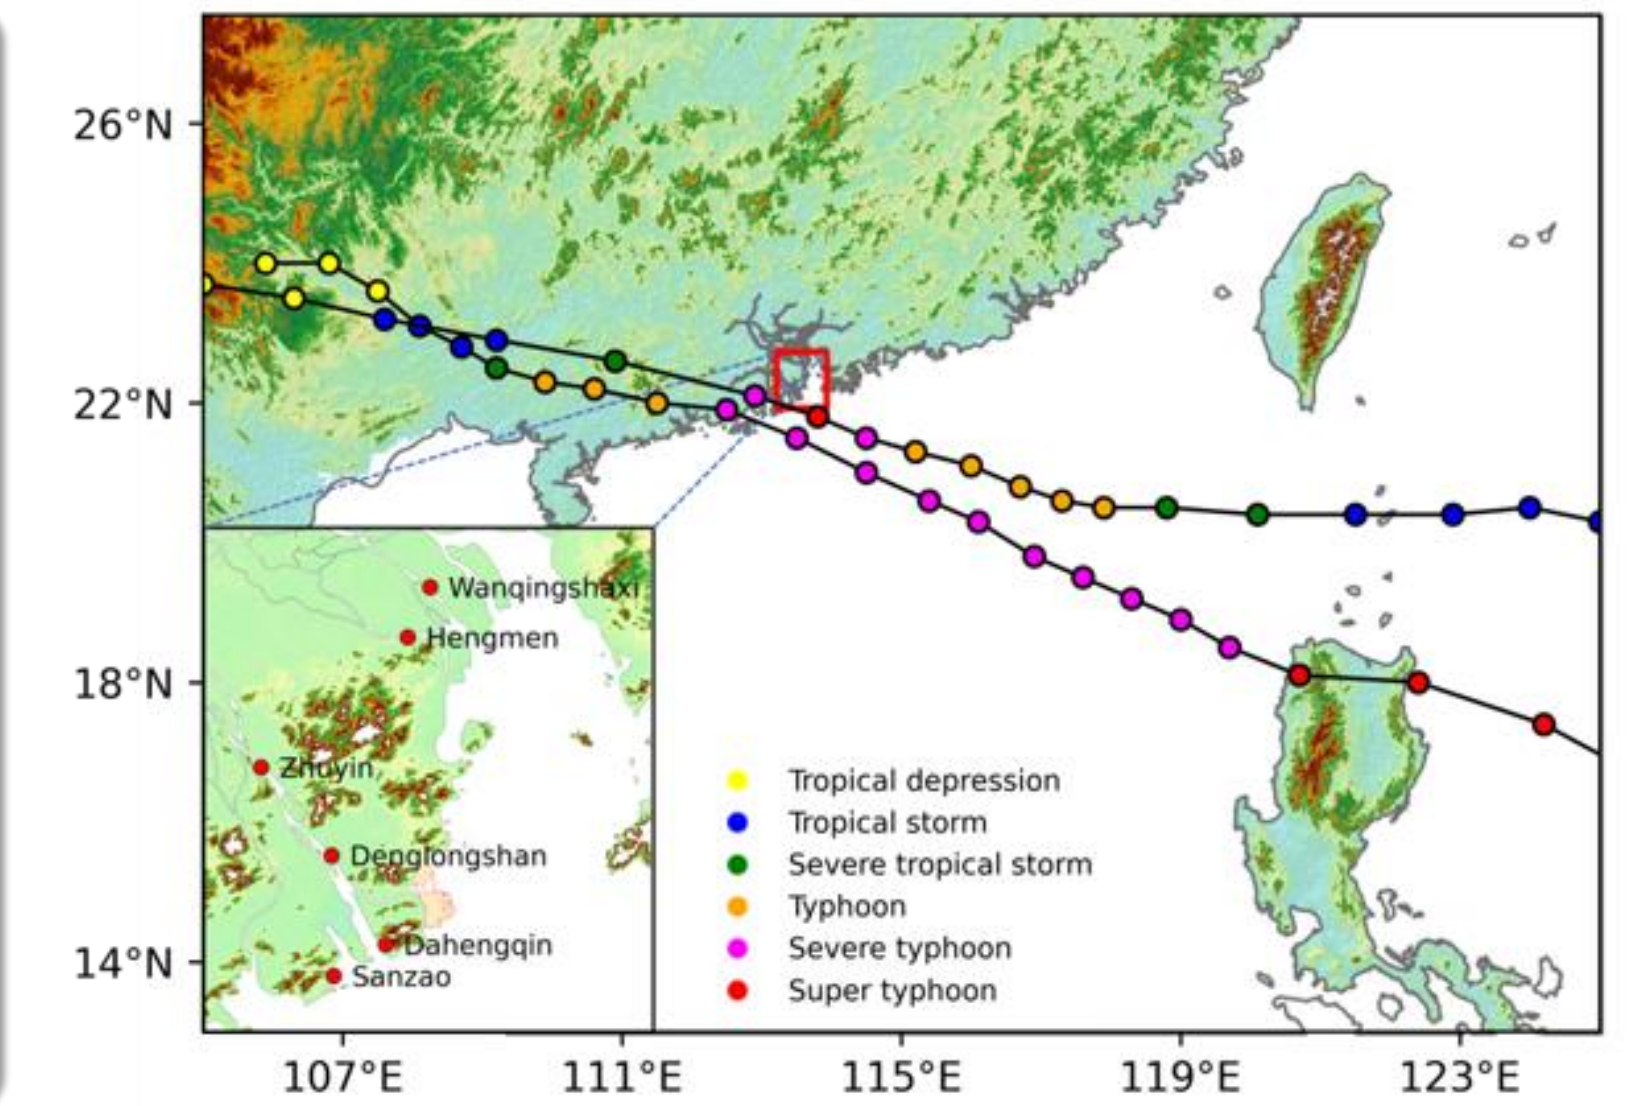 26°N
22°N
18°N
14°N
Wanqingshaxi
Hengmen
Zhuyin
Denglongshan
Dahengqin
Sanzao
Tropical depression
Tropical storm
Severe tropical storm
Typhoon
Severe typhoon
Super typhoon
107°E 111°E 115°E 119°E 123°E